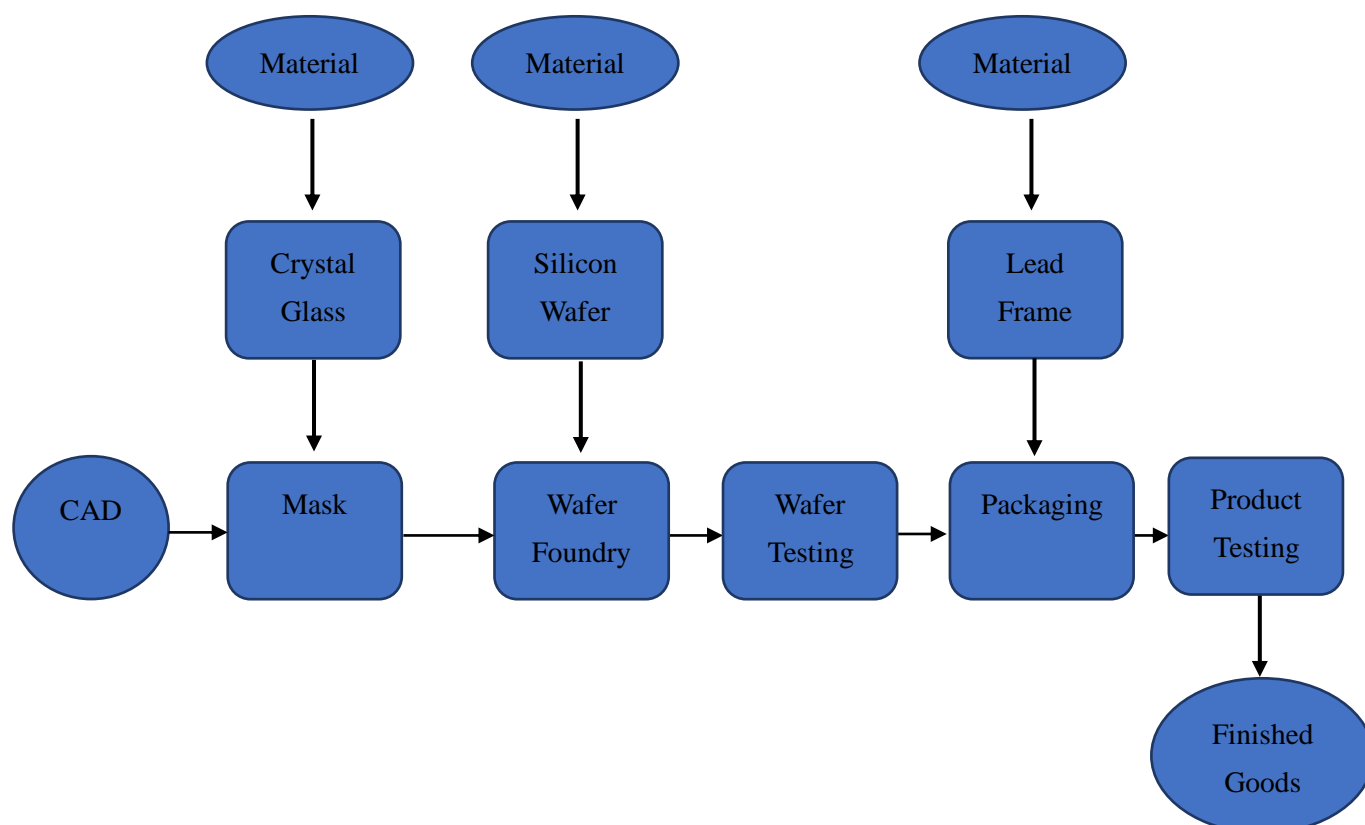 Material
Material
Material
Crystal
Glass
Silicon
Wafer
Lead
Frame
CAD
Mask
Wafer
Foundry
Wafer
Testing
Packaging
Product
Testing
Finished
Goods